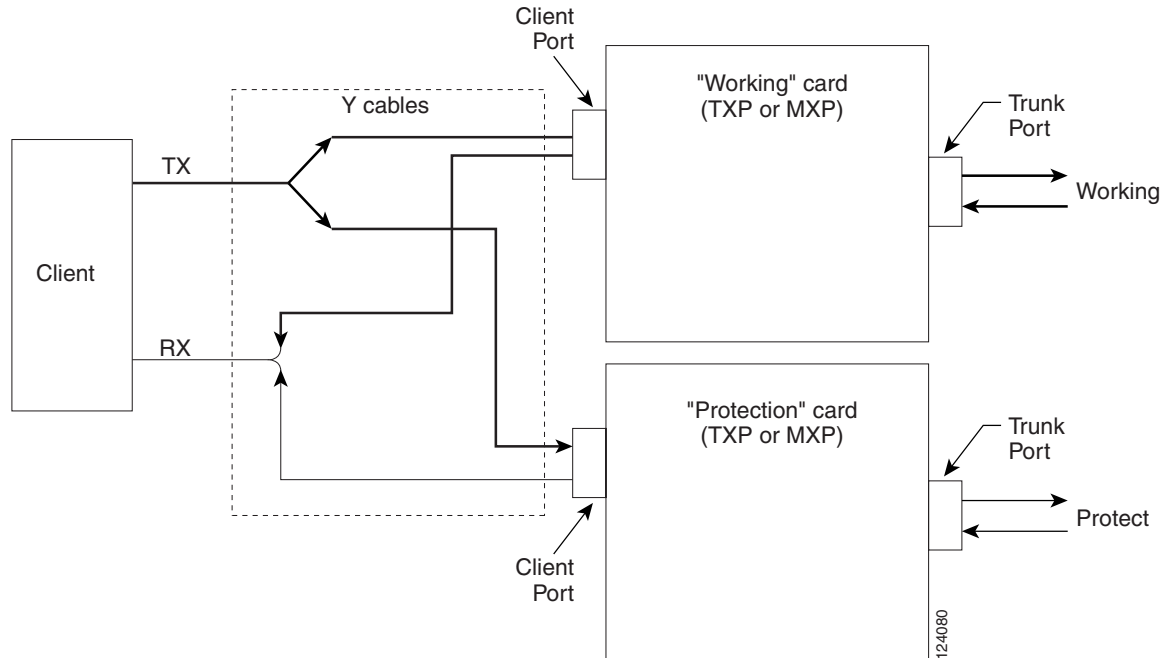 Client
Port
"Working" card
(TXP or MXP)
Trunk
Port
Y cables
TX
Working
Client
RX
"Protection" card
(TXP or MXP)
Trunk
Port
Protect
Client
Port
124080